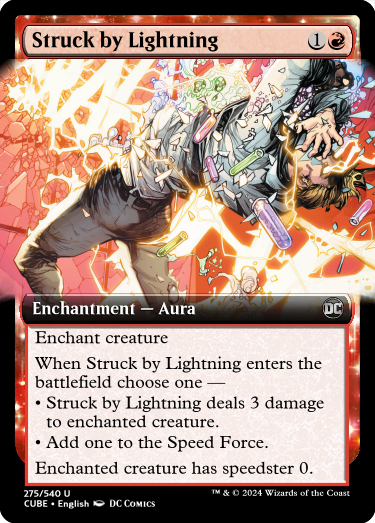 Struck by Lightning 1
Enchantment — Aura DC
Enchant creature
When Struck by Lightning enters the
battlefield choose one —
• Struck by Lightning deals 3 damage
to enchanted creature.
• Add one to the Speed Force.
Enchanted creature has speedster 0.
275/540 U ™ & © 2024 Wizards of the Coast
CUBE • English DC Comics